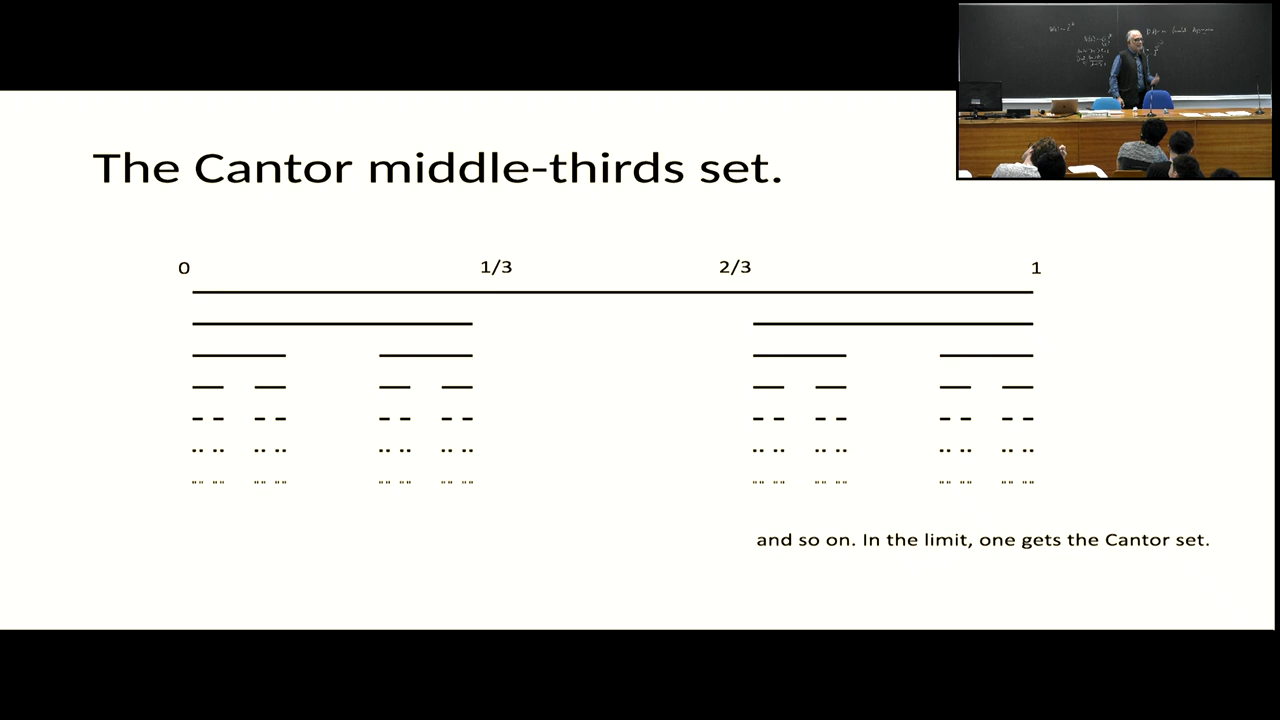 The Cantor middle-thirds set.
0 1/3 2/3 1
and so on. In the limit, one gets the Cantor set.